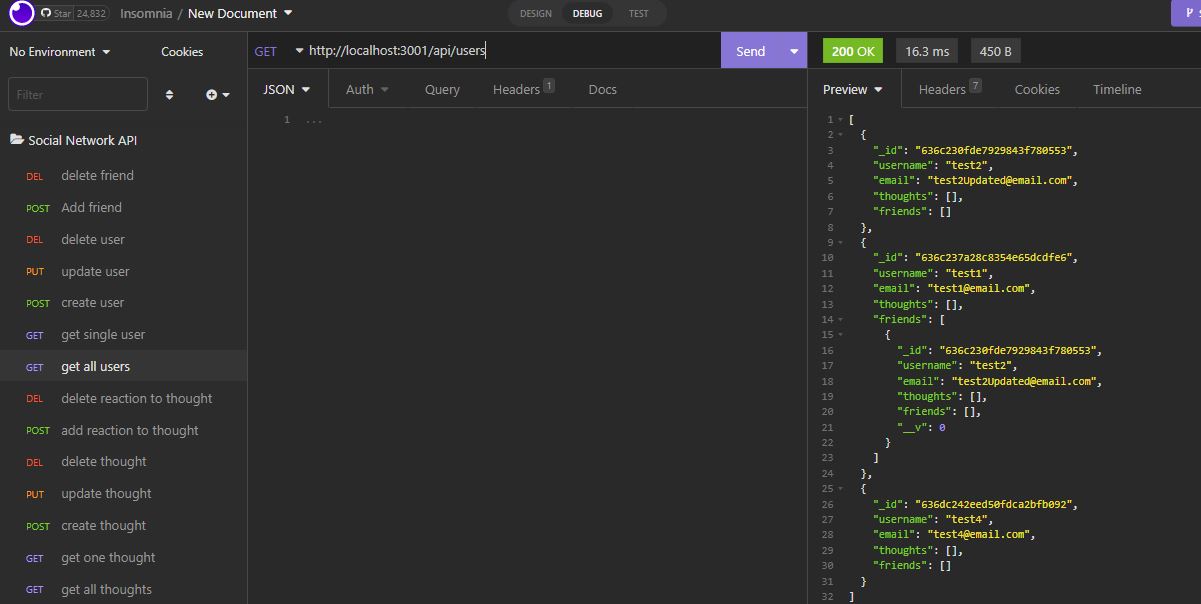 Star 24,832 Insomnia / New Document DESIGN DEBUG TEST
No Environment Cookies
GET http://localhost:3001/api/users Send 200 OK 16.3 ms 450 B
Filter
JSON Auth Query Headers 1 Docs
Preview Headers 7 Cookies Timeline
Social Network API
DEL delete friend
POST Add friend
DEL delete user
PUT update user
POST create user
GET get single user
GET get all users
DEL delete reaction to thought
POST add reaction to thought
DEL delete thought
PUT update thought
POST create thought
GET get one thought
GET get all thoughts
1 ...
1 [
2 {
3 "_id": "636c230fde7929843f780553",
4 "username": "test2",
5 "email": "test2Updated@email.com",
6 "thoughts": [],
7 "friends": []
8 },
9 {
10 "_id": "636c237a28c8354e65dcdfe6",
11 "username": "test1",
12 "email": "test1@email.com",
13 "thoughts": [],
14 "friends": [
15 {
16 "_id": "636c230fde7929843f780553",
17 "username": "test2",
18 "email": "test2Updated@email.com",
19 "thoughts": [],
20 "friends": [],
21 "__v": 0
22 }
23 ]
24 },
25 {
26 "_id": "636dc242eed50fdca2bfb092",
27 "username": "test4",
28 "email": "test4@email.com",
29 "thoughts": [],
30 "friends": []
31 }
32 ]